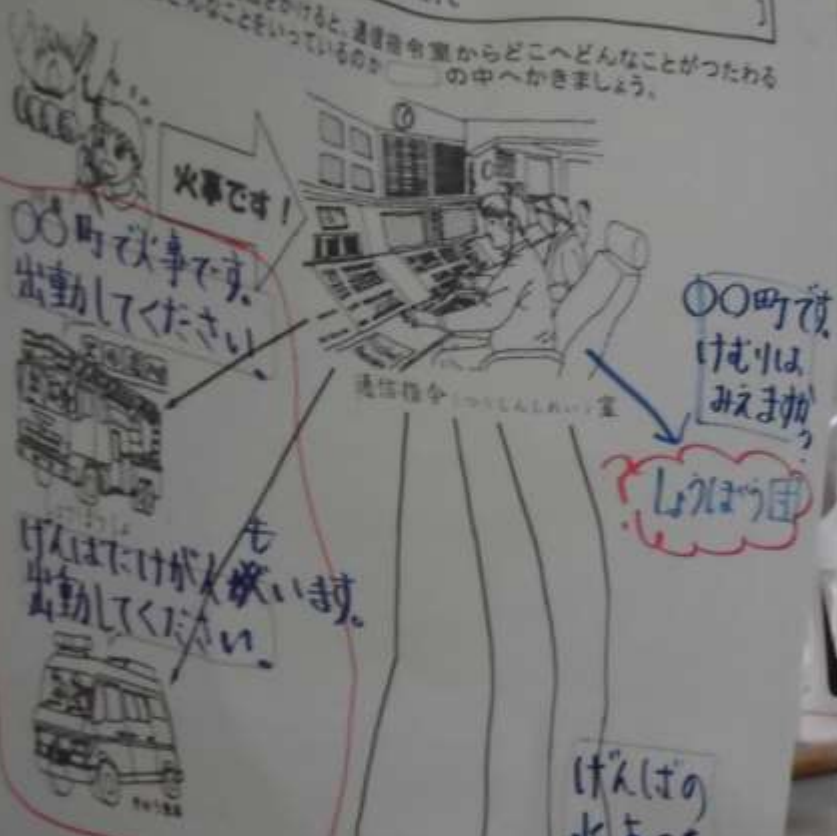 をかけると、通信指令室からどこへどんなことがつたわる
んなことをいっているのか の中へかきましょう。
火事です！
〇〇町で火事です。
出動してください。
通信指令（つうしんしれい）室
〇〇町です。
けむりは
みえますか？
しょうぼう団
げんばにけが人も います。
出動してください。
げんばの